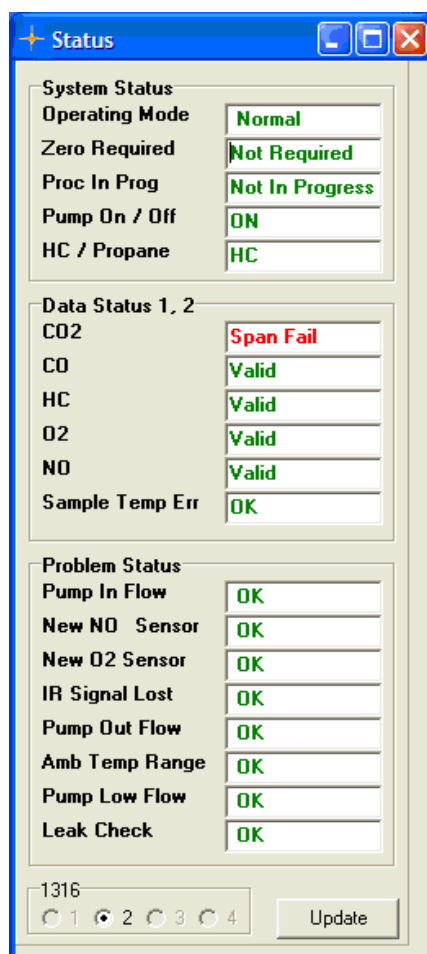 Status
System Status
Operating Mode Normal
Zero Required Not Required
Proc In Prog Not In Progress
Pump On / Off ON
HC / Propane HC
Data Status 1, 2
CO2 Span Fail
CO Valid
HC Valid
O2 Valid
NO Valid
Sample Temp Err OK
Problem Status
Pump In Flow OK
New NO Sensor OK
New O2 Sensor OK
IR Signal Lost OK
Pump Out Flow OK
Amb Temp Range OK
Pump Low Flow OK
Leak Check OK
1316
1 2 3 4 Update